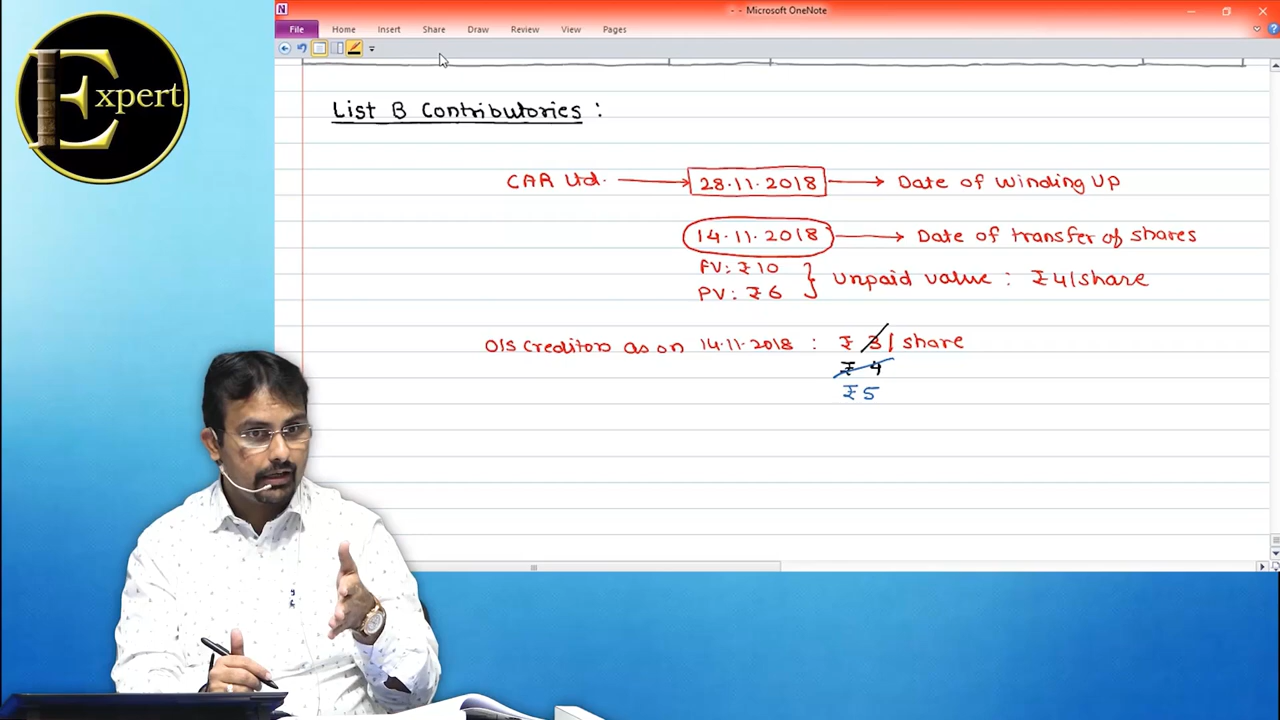 Expert
- - Microsoft OneNote
File Home Insert Share Draw Review View Pages
List B Contributories :
CAR Ltd. → 28.11.2018 → Date of Winding Up
14.11.2018 → Date of transfer of shares
FV: ₹10
PV: ₹6
} Unpaid value : ₹4/share
O/S Creditors as on 14.11.2018 : ₹ 3/ share
₹ 4
₹5